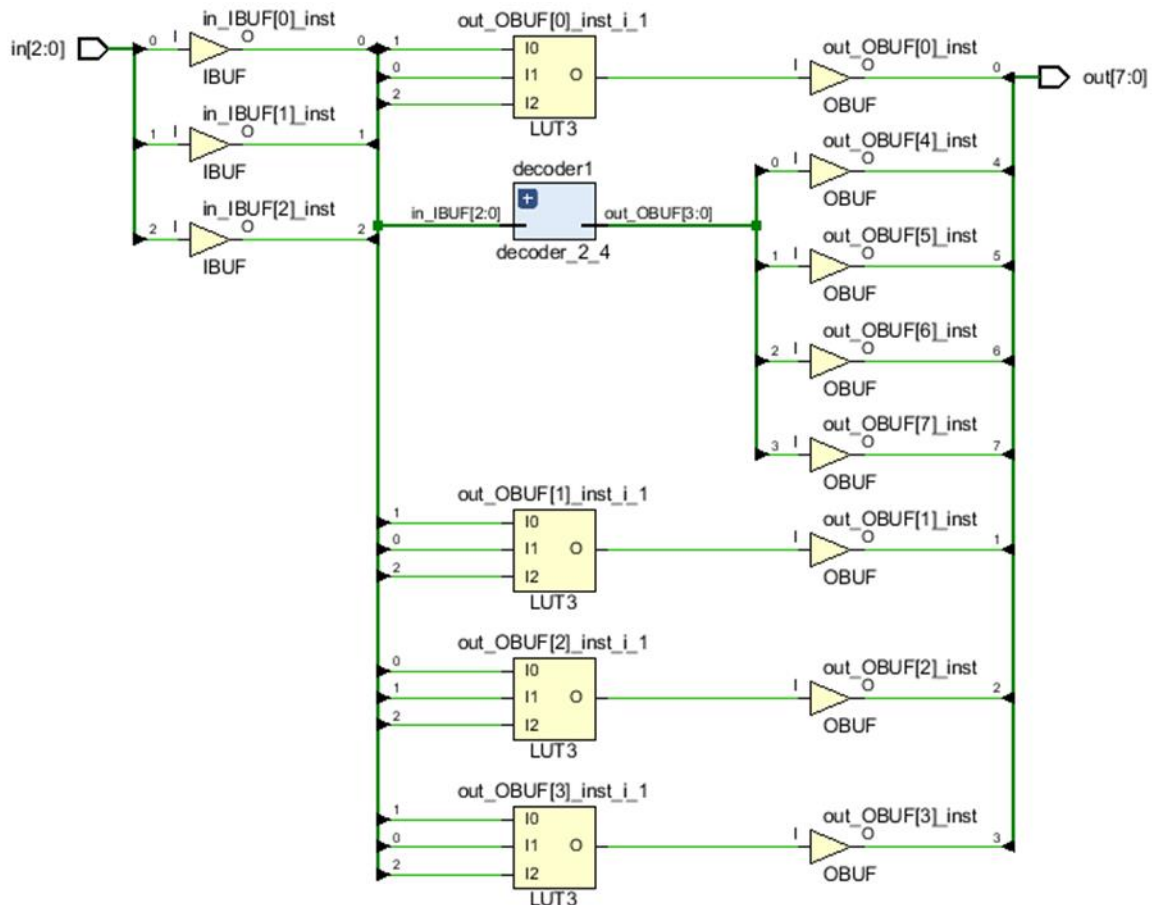 in[2:0]
0
I
in_IBUF[0]_inst
O
IBUF
0
1
I
in_IBUF[1]_inst
O
IBUF
1
2
I
in_IBUF[2]_inst
O
IBUF
2
out_OBUF[0]_inst_i_1
1
I0
0
I1
O
2
I2
LUT3
decoder1
in_IBUF[2:0]
+
out_OBUF[3:0]
decoder_2_4
out_OBUF[1]_inst_i_1
1
I0
0
I1
O
2
I2
LUT3
out_OBUF[2]_inst_i_1
0
I0
1
I1
O
2
I2
LUT3
out_OBUF[3]_inst_i_1
1
I0
0
I1
O
2
I2
LUT3
out_OBUF[0]_inst
I
O
0
OBUF
out_OBUF[4]_inst
0
I
O
4
OBUF
out_OBUF[5]_inst
1
I
O
5
OBUF
out_OBUF[6]_inst
2
I
O
6
OBUF
out_OBUF[7]_inst
3
I
O
7
OBUF
out_OBUF[1]_inst
I
O
1
OBUF
out_OBUF[2]_inst
I
O
2
OBUF
out_OBUF[3]_inst
I
O
3
OBUF
out[7:0]